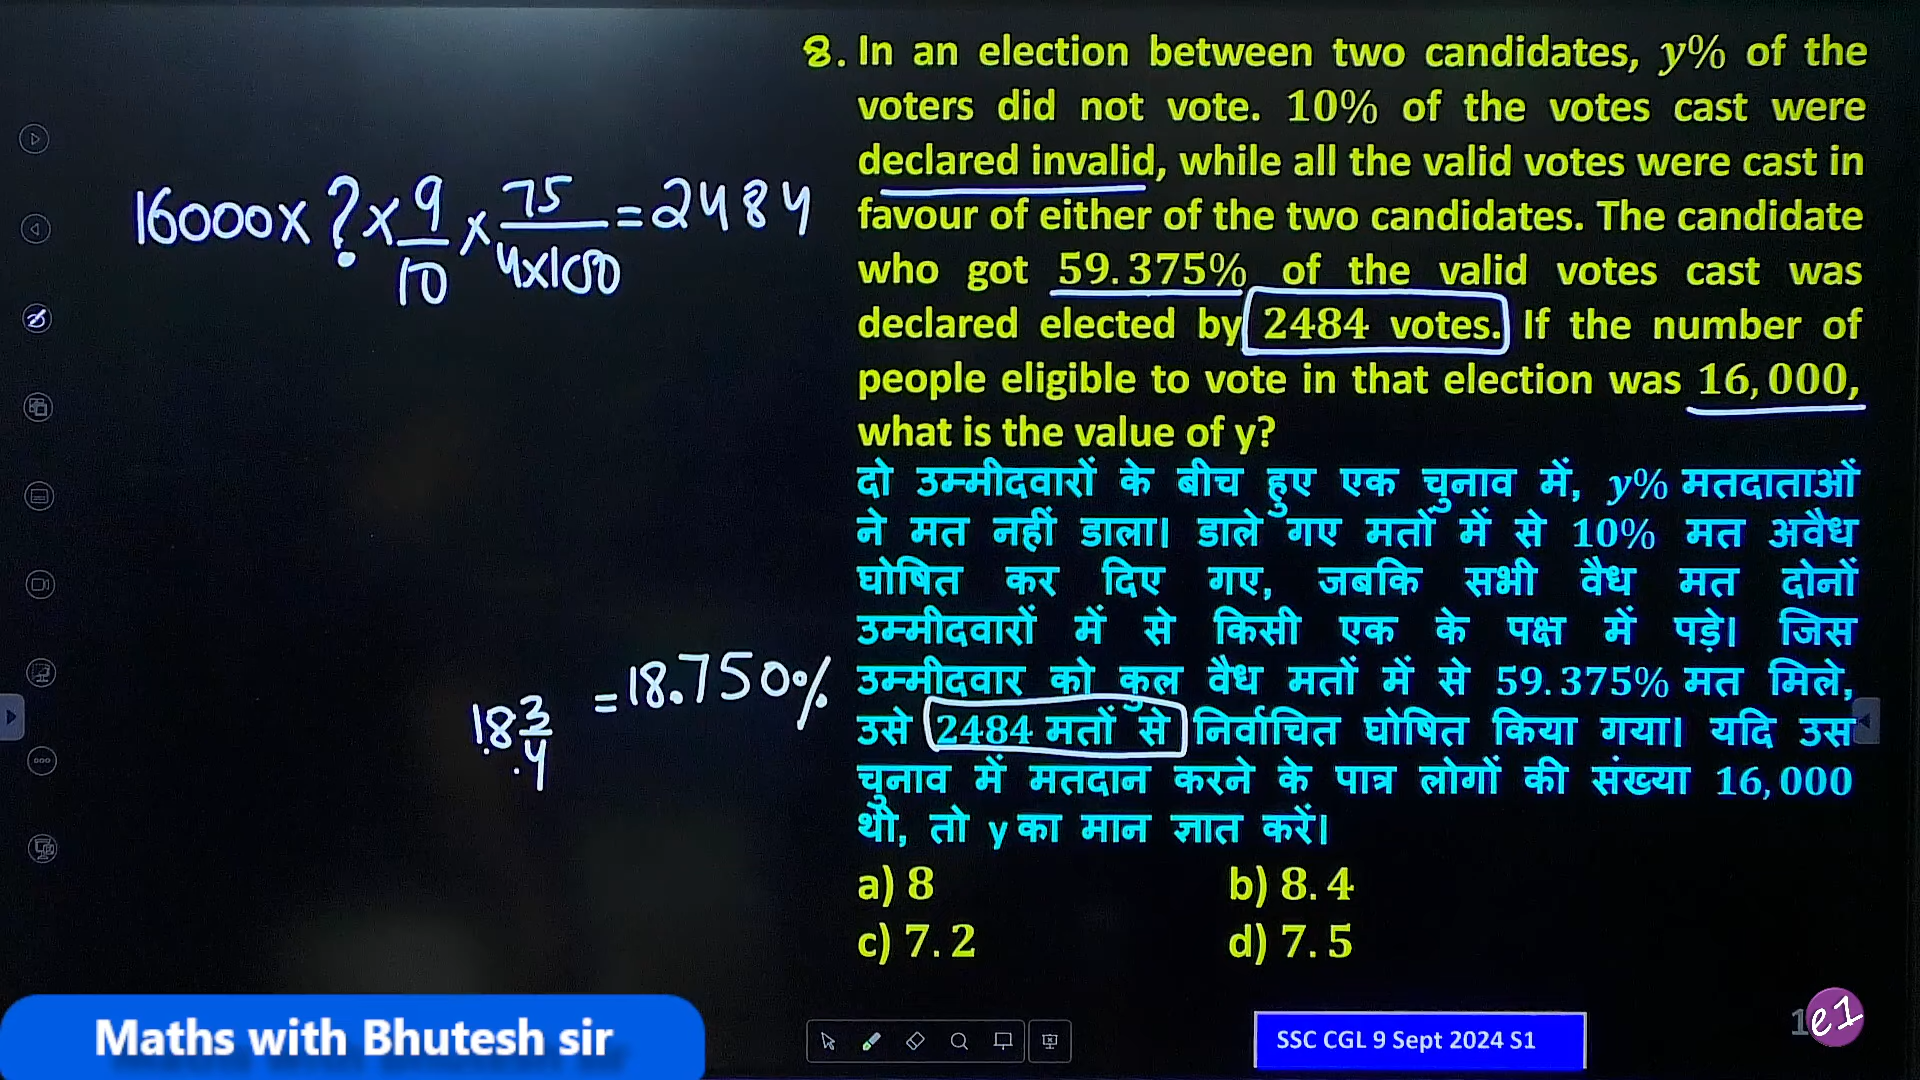 16000 x ? x 9/10 x 75/4x100 = 2484
18 3/4 = 18.750%
8. In an election between two candidates, y% of the
voters did not vote. 10% of the votes cast were
declared invalid, while all the valid votes were cast in
favour of either of the two candidates. The candidate
who got 59.375% of the valid votes cast was
declared elected by 2484 votes. If the number of
people eligible to vote in that election was 16,000,
what is the value of y?
दो उम्मीदवारों के बीच हुए एक चुनाव में, y% मतदाताओं
ने मत नहीं डाला। डाले गए मतों में से 10% मत अवैध
घोषित कर दिए गए, जबकि सभी वैध मत दोनों
उम्मीदवारों में से किसी एक के पक्ष में पड़े। जिस
उम्मीदवार को कुल वैध मतों में से 59.375% मत मिले,
उसे 2484 मतों से निर्वाचित घोषित किया गया। यदि उस
चुनाव में मतदान करने के पात्र लोगों की संख्या 16,000
थी, तो y का मान ज्ञात करें।
a) 8 b) 8.4
c) 7.2 d) 7.5
Maths with Bhutesh sir
SSC CGL 9 Sept 2024 S1
e1